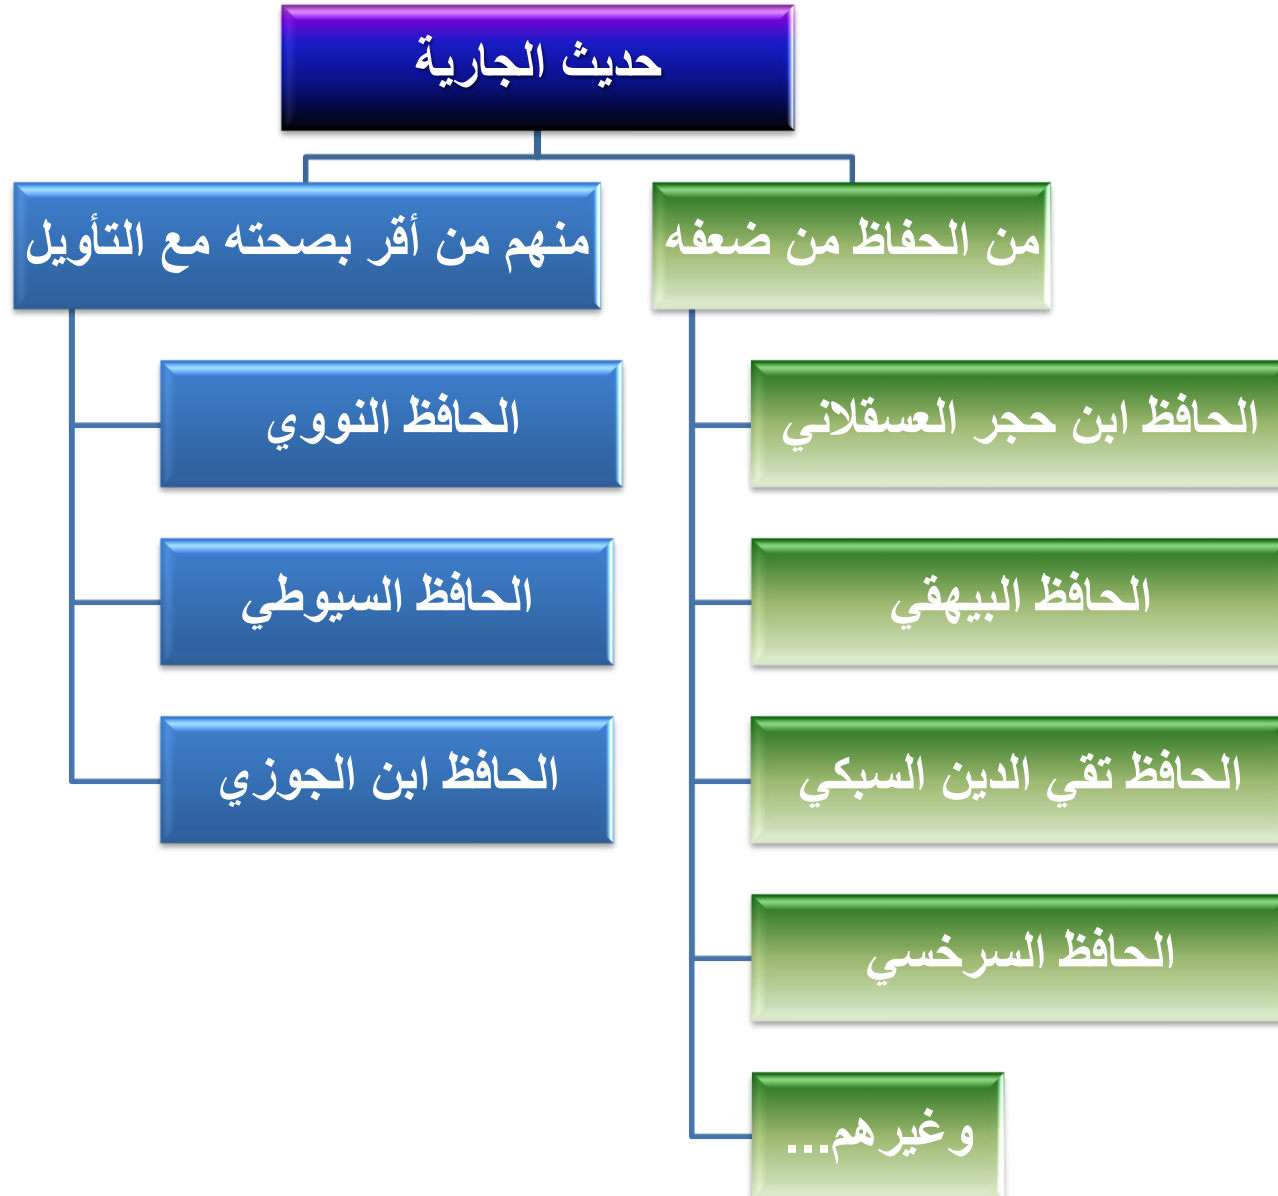 حديث الجارية
من الحفاظ من ضعفه
الحافظ ابن حجر العسقلاني
الحافظ البيهقي
الحافظ تقي الدين السبكي
الحافظ السرخسي
وغيرهم...
منهم من أقر بصحته مع التأويل
الحافظ النووي
الحافظ السيوطي
الحافظ ابن الجوزي